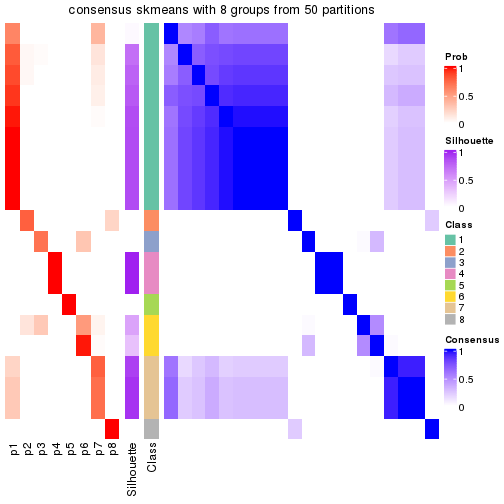 consensus skmeans with 8 groups from 50 partitions
Prob
1
0.5
0
Silhouette
1
0.5
0
Class
1
2
3
4
5
6
7
8
Consensus
1
0.5
0
p1
p2
p3
p4
p5
p6
p7
p8
Silhouette
Class